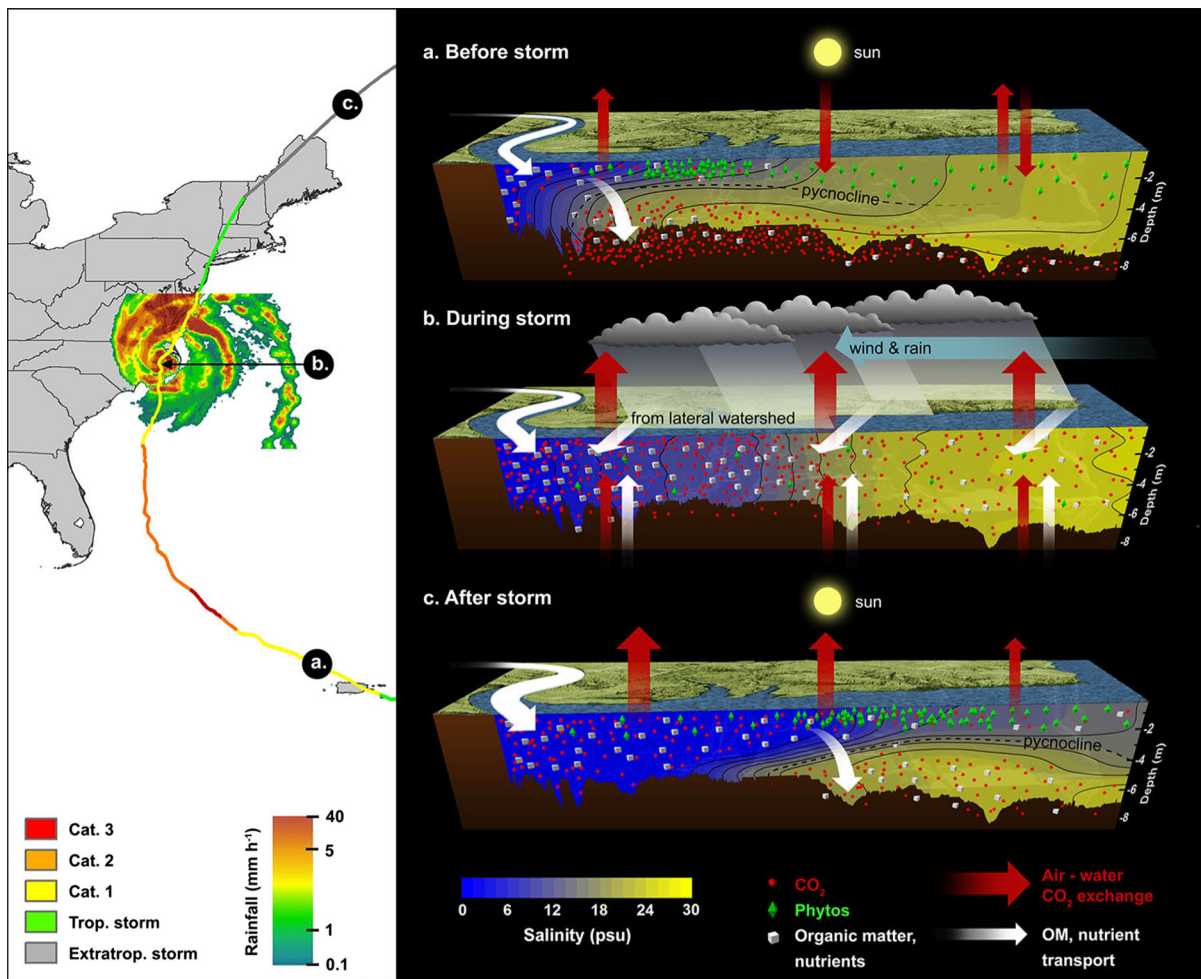 c.
b.
a.
Cat. 3
Cat. 2
Cat. 1
Trop. storm
Extratrop. storm
Rainfall (mm h⁻¹)
40
5
1
0.1
a. Before storm
sun
pycnocline
-2
-4
-6
-8
Depth (m)
b. During storm
wind & rain
from lateral watershed
-2
-4
-6
-8
Depth (m)
c. After storm
sun
pycnocline
-2
-4
-6
-8
Depth (m)
0 6 12 18 24 30
Salinity (psu)
CO₂
Phytos
Organic matter,
nutrients
Air - water
CO₂ exchange
OM, nutrient
transport